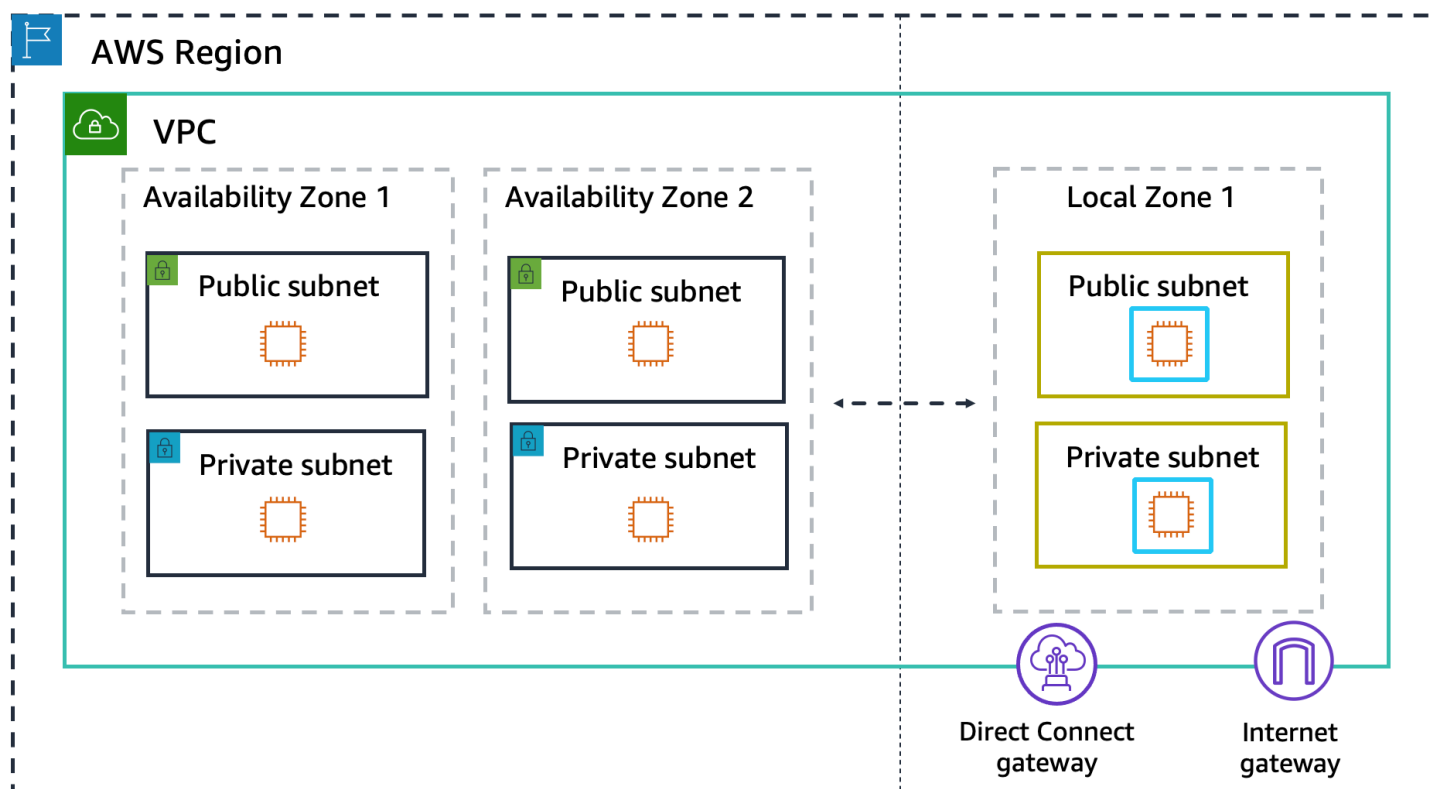 AWS Region
VPC
Availability Zone 1
Public subnet
Private subnet
Availability Zone 2
Public subnet
Private subnet
Local Zone 1
Public subnet
Private subnet
Direct Connect
gateway
Internet
gateway